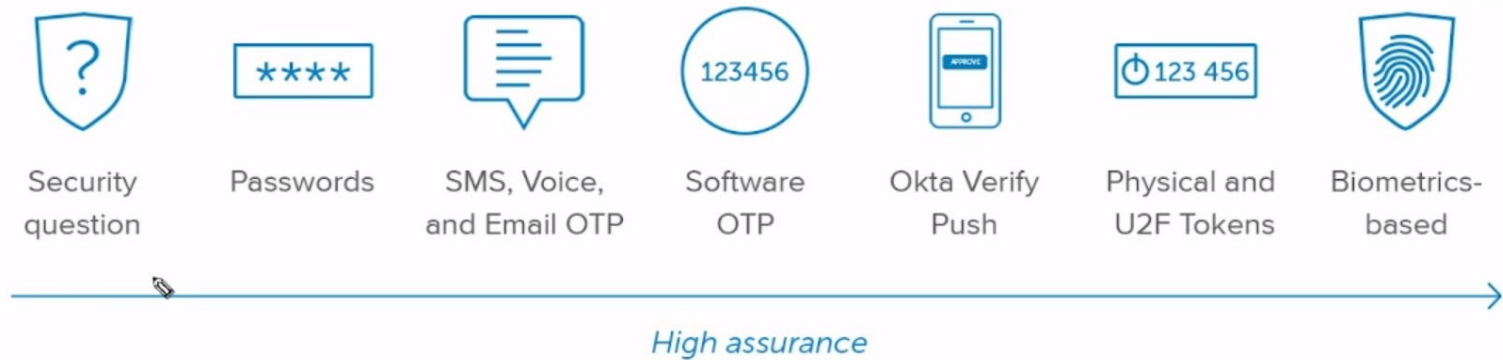 ?
****
123456
APPROVE
123 456
Security
question
Passwords
SMS, Voice,
and Email OTP
Software
OTP
Okta Verify
Push
Physical and
U2F Tokens
Biometrics-
based
High assurance